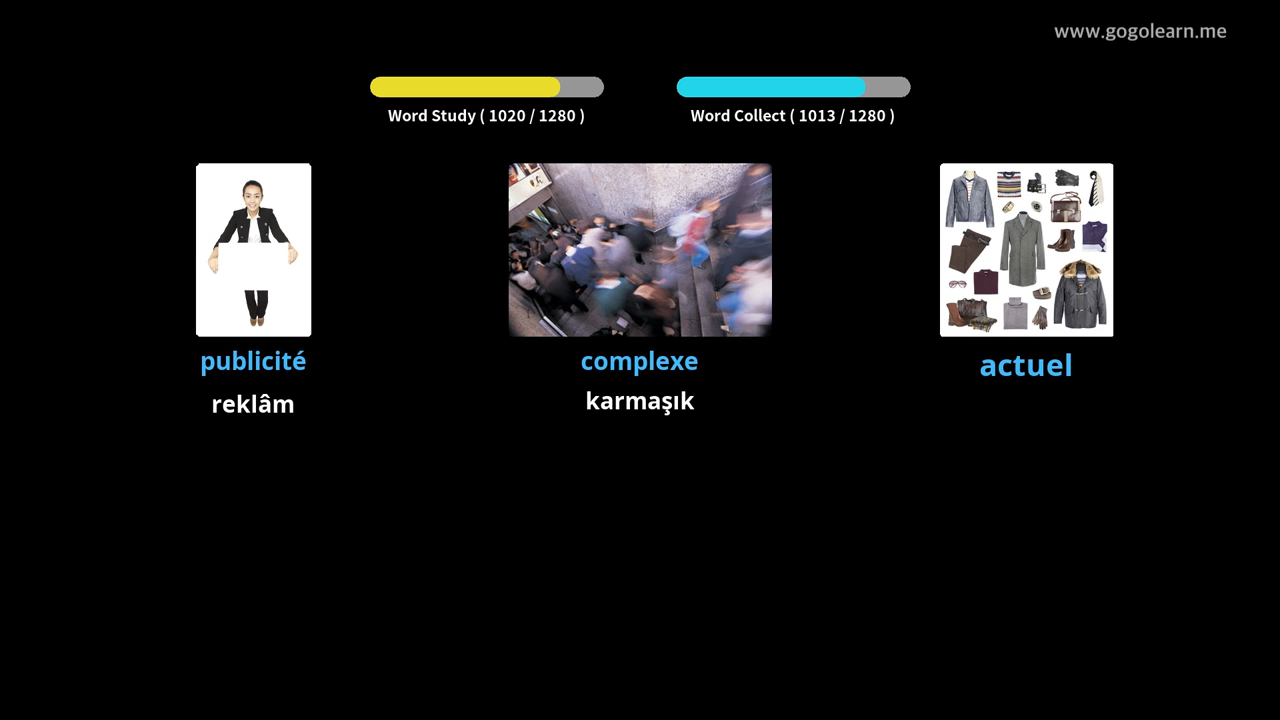 www.gogolearn.me
Word Study ( 1020 / 1280 )
Word Collect ( 1013 / 1280 )
publicité
complexe
actuel
reklâm
karmaşık